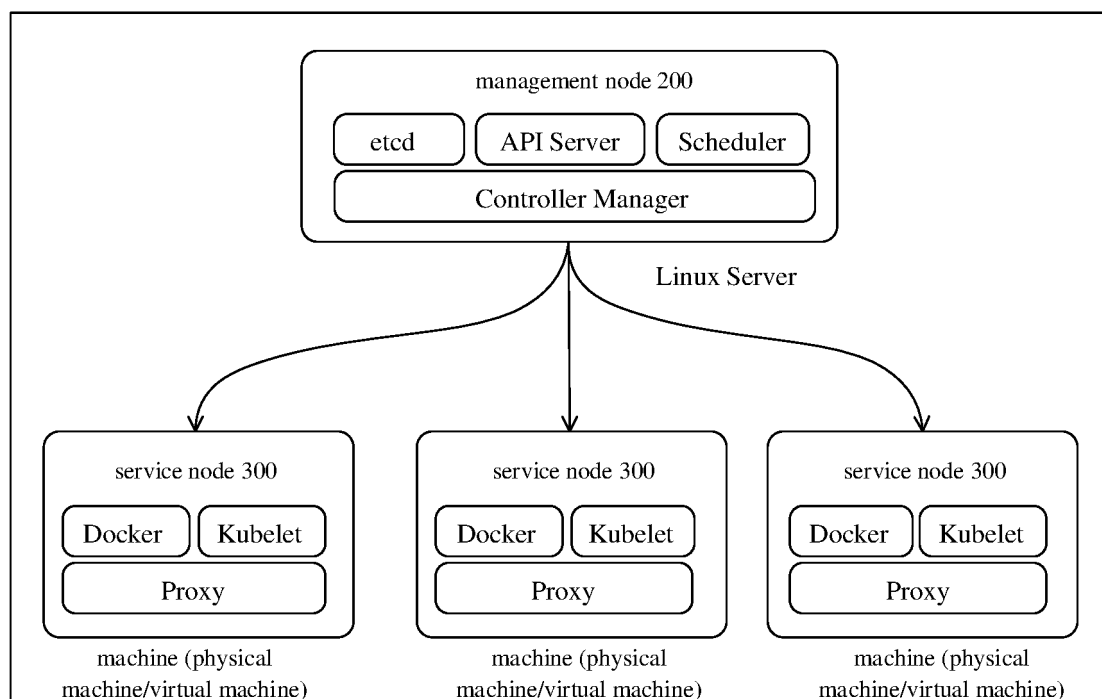 management node 200
etcd
API Server
Scheduler
Controller Manager
Linux Server
service node 300
service node 300
service node 300
Docker
Kubelet
Docker
Kubelet
Docker
Kubelet
Proxy
Proxy
Proxy
machine (physical
machine/virtual machine)
machine (physical
machine/virtual machine)
machine (physical
machine/virtual machine)